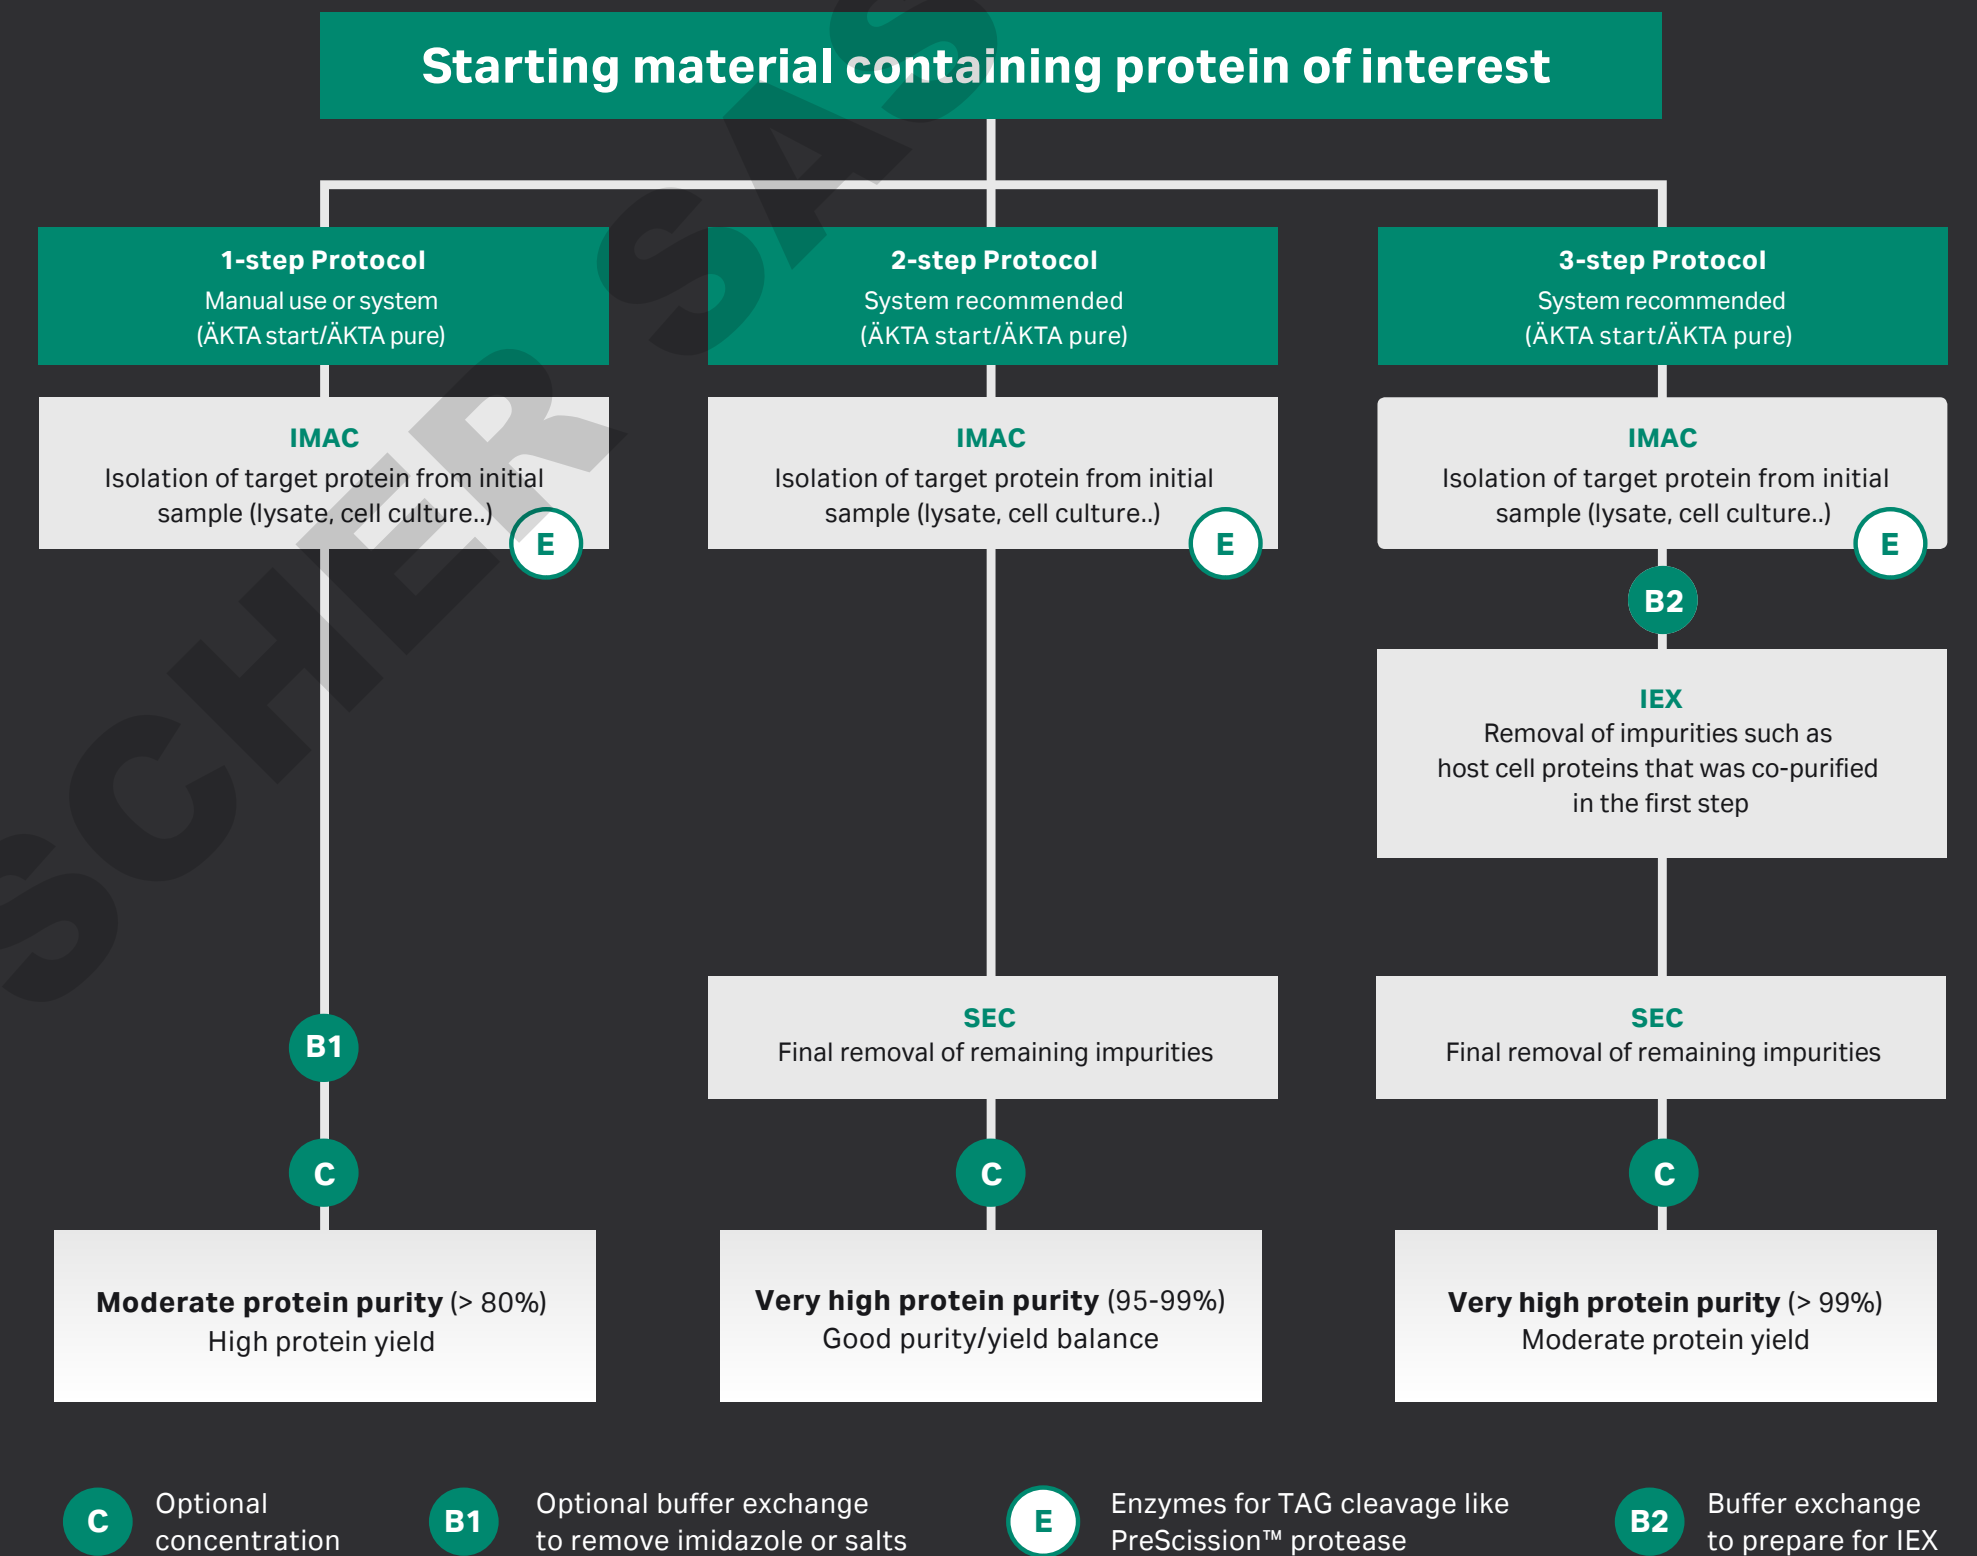 Starting material containing protein of interest
1-step Protocol
Manual use or system
(ÄKTA start/ÄKTA pure)
IMAC
Isolation of target protein from initial
sample (lysate, cell culture..)
E
B1
C
Moderate protein purity (> 80%)
High protein yield
2-step Protocol
System recommended
(ÄKTA start/ÄKTA pure)
IMAC
Isolation of target protein from initial
sample (lysate, cell culture..)
E
SEC
Final removal of remaining impurities
C
Very high protein purity (95-99%)
Good purity/yield balance
3-step Protocol
System recommended
(ÄKTA start/ÄKTA pure)
IMAC
Isolation of target protein from initial
sample (lysate, cell culture..)
E
B2
IEX
Removal of impurities such as
host cell proteins that was co-purified
in the first step
SEC
Final removal of remaining impurities
C
Very high protein purity (> 99%)
Moderate protein yield
C
Optional
concentration
B1
Optional buffer exchange
to remove imidazole or salts
E
Enzymes for TAG cleavage like
PreScission™ protease
B2
Buffer exchange
to prepare for IEX
SCHER SAS